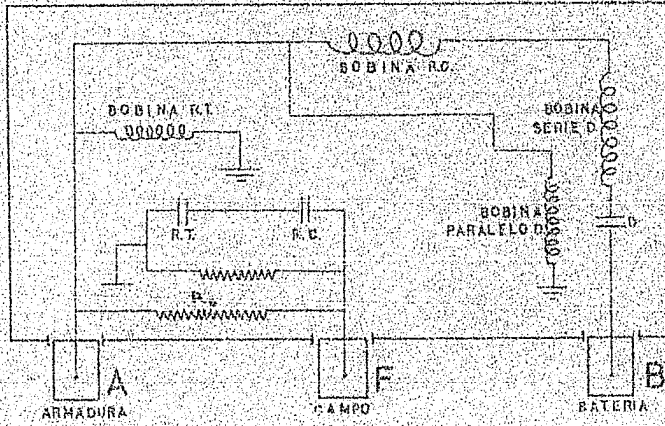 BOBINA R.C.
BOBINA R.T.
BOBINA
SERIE D.
R.T.
R.C.
BOBINA
PARALELO D.
D
A
F
B
ARMADURA
CAMPO
BATERIA